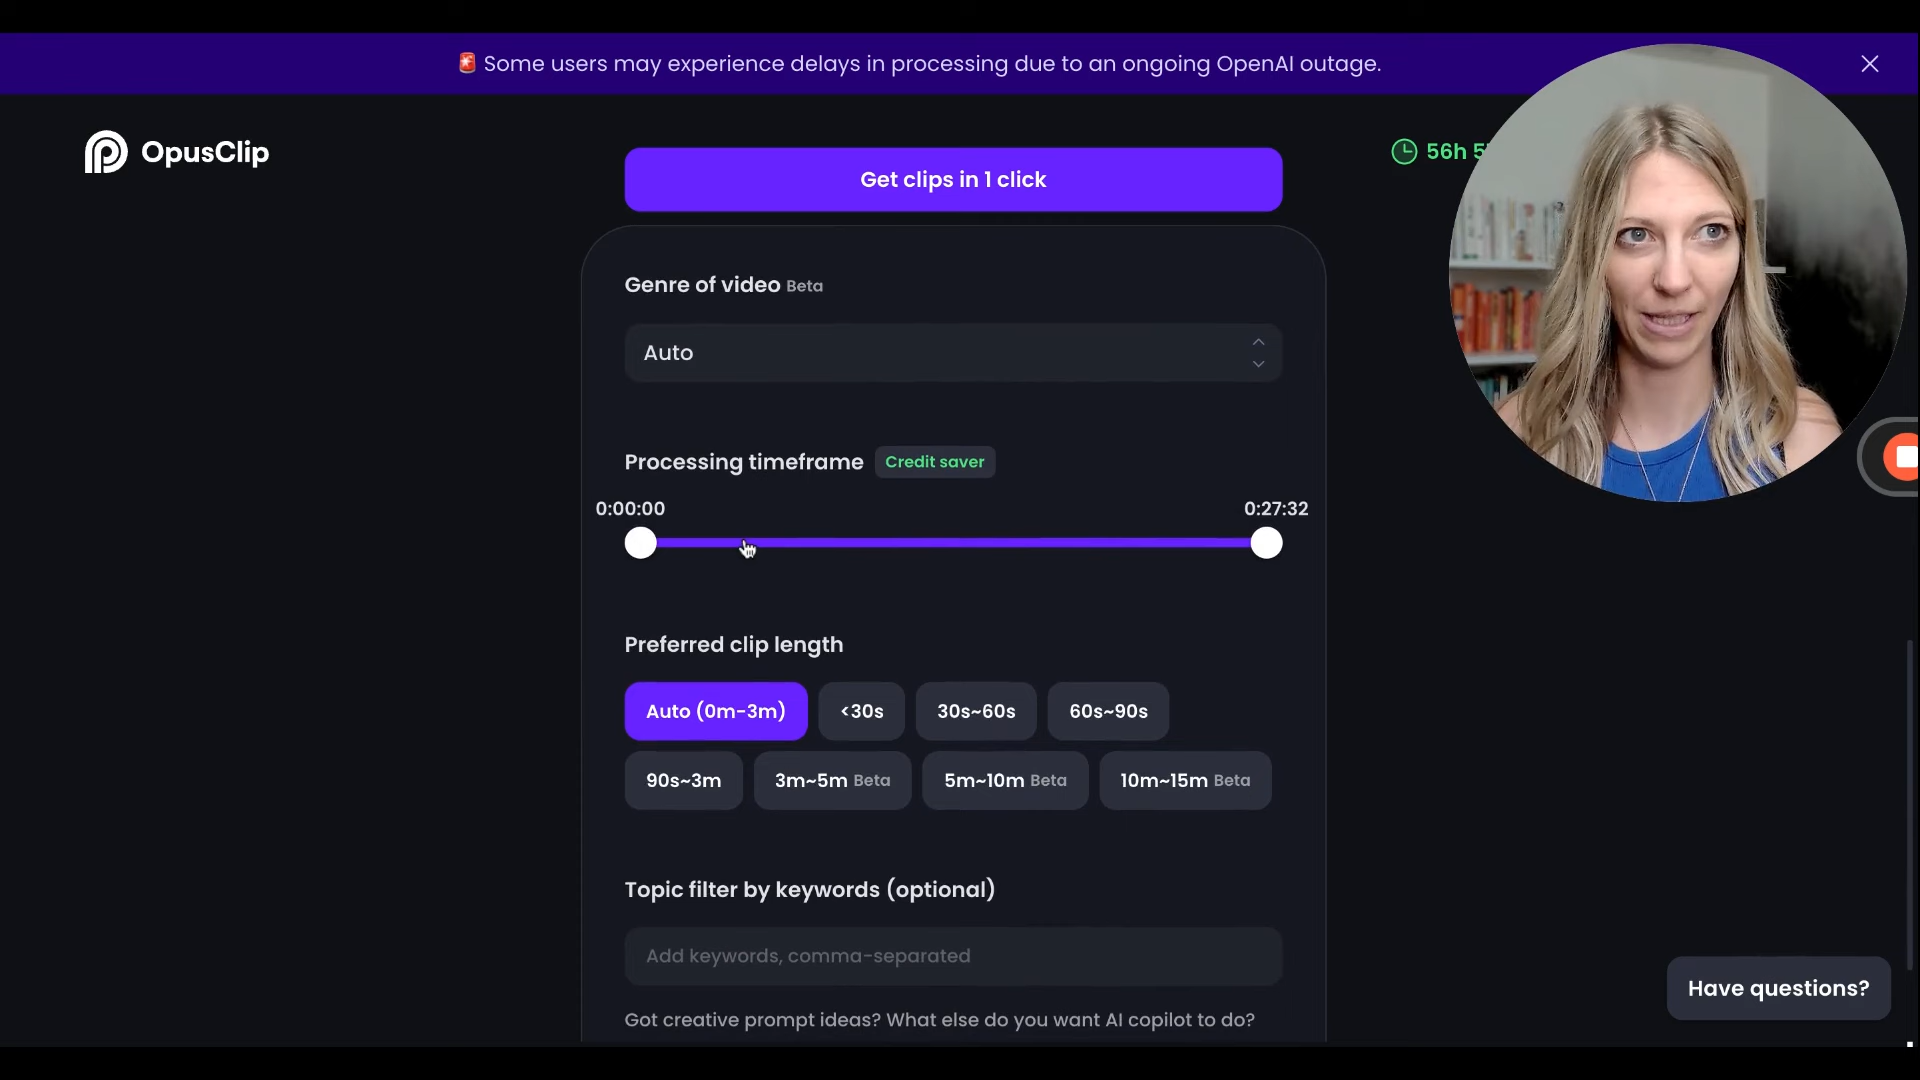 Some users may experience delays in processing due to an ongoing OpenAI outage.
OpusClip
Get clips in 1 click
56h
Genre of video Beta
Auto
Processing timeframe Credit saver
0:00:00
0:27:32
Preferred clip length
Auto (0m-3m)
<30s
30s~60s
60s~90s
90s~3m
3m~5m Beta
5m~10m Beta
10m~15m Beta
Topic filter by keywords (optional)
Add keywords, comma-separated
Got creative prompt ideas? What else do you want AI copilot to do?
Have questions?